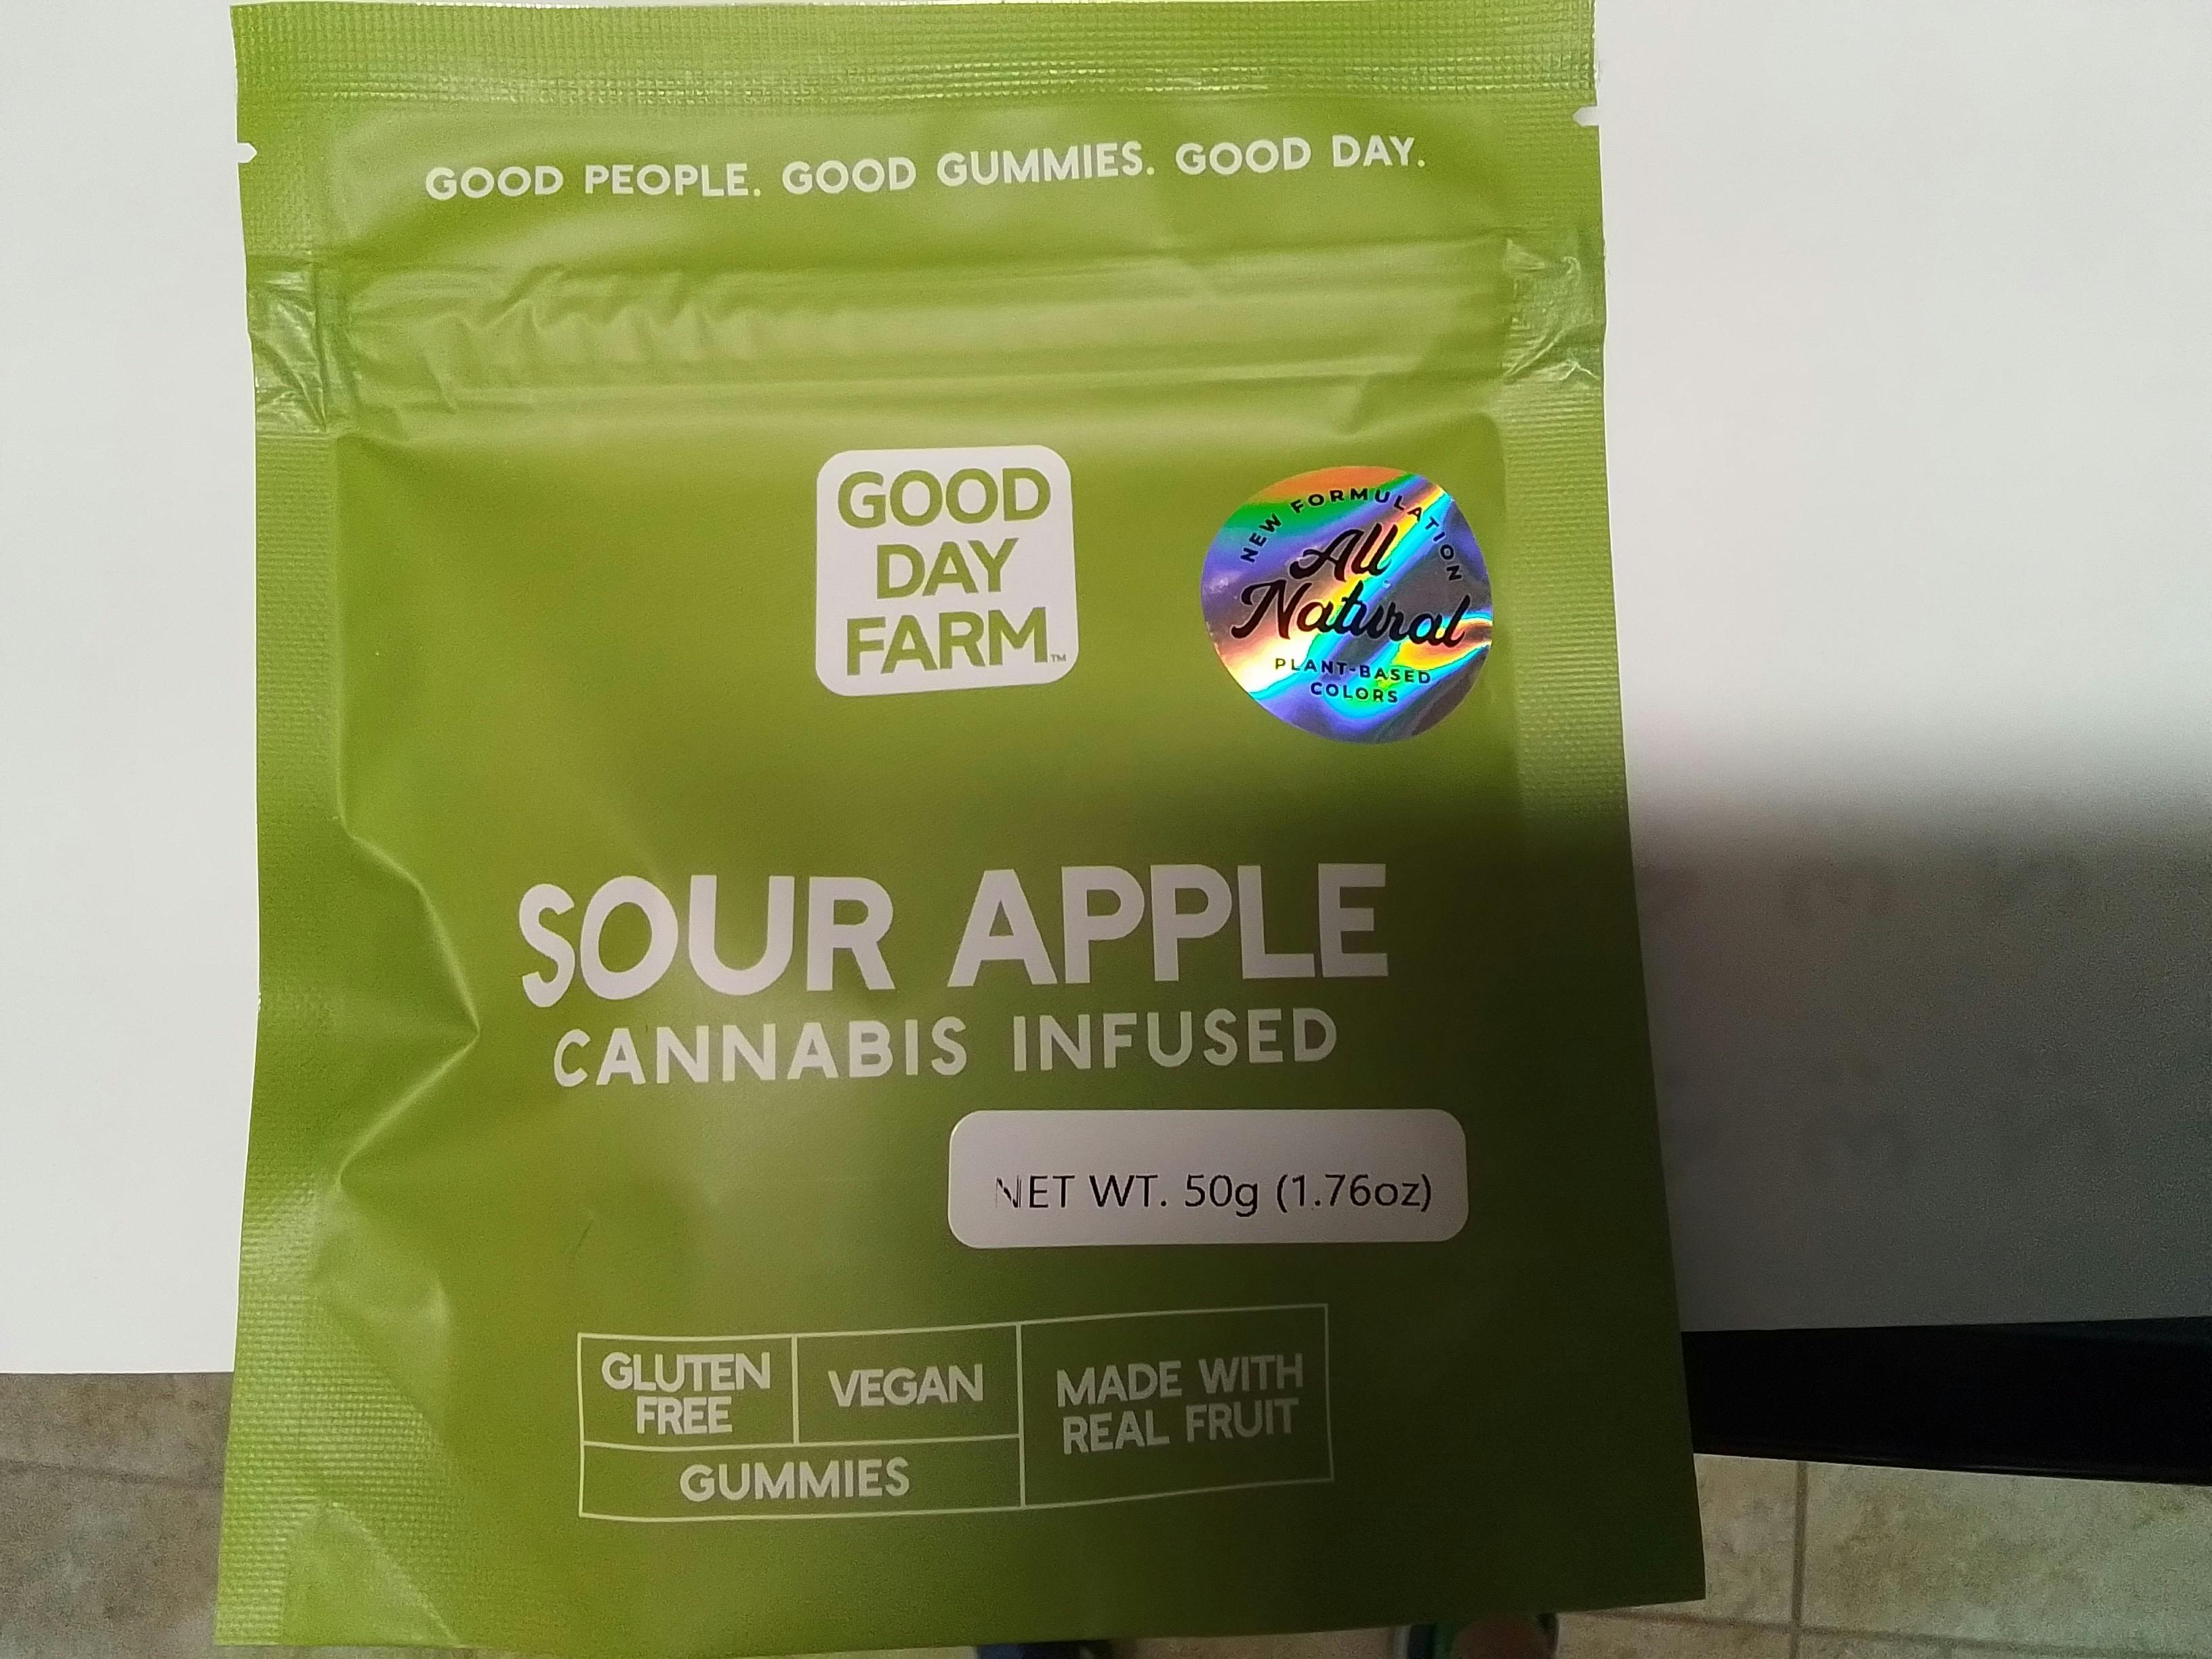 GOOD PEOPLE. GOOD GUMMIES. GOOD DAY.
GOOD
DAY
FARM™
NEW FORMULATION
All
Natural
PLANT-BASED
COLORS
SOUR APPLE
CANNABIS INFUSED
NET WT. 50g (1.76oz)
GLUTEN
FREE
VEGAN
MADE WITH
REAL FRUIT
GUMMIES